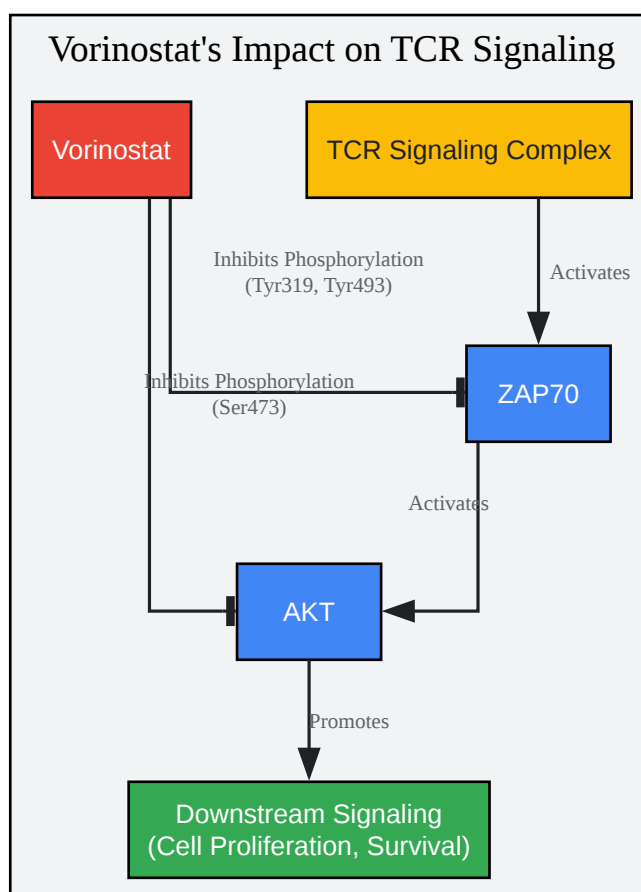 Vorinostat's Impact on TCR Signaling
Vorinostat
TCR Signaling Complex
Inhibits Phosphorylation
(Tyr319, Tyr493)
Activates
Inhibits Phosphorylation
(Ser473)
ZAP70
Activates
AKT
Promotes
Downstream Signaling
(Cell Proliferation, Survival)